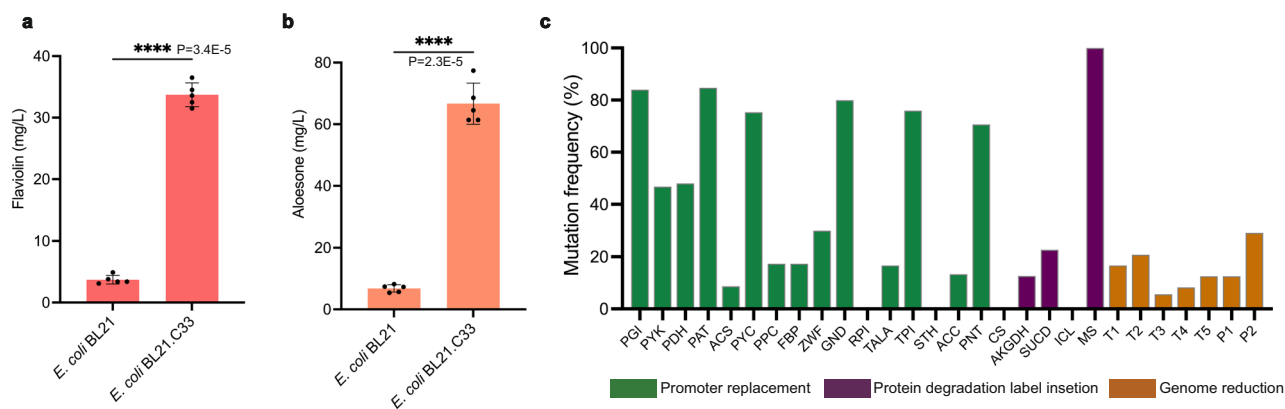 a
**** P=3.4E-5
Flaviolin (mg/L)
40
30
20
10
0
E. coli BL21
E. coli BL21.C33
b
****
P=2.3E-5
Aloesone (mg/L)
80
60
40
20
0
E. coli BL21
E. coli BL21.C33
c
Mutation frequency (%)
100
80
60
40
20
0
PGI
PYK
PDH
PAT
ACS
PYC
PPC
FBP
ZWF
GND
RPI
TALA
TPI
STH
ACC
PNT
CS
AKGDH
SUCD
ICL
MS
T1
T2
T3
T4
T5
P1
P2
Promoter replacement
Protein degradation label insetion
Genome reduction